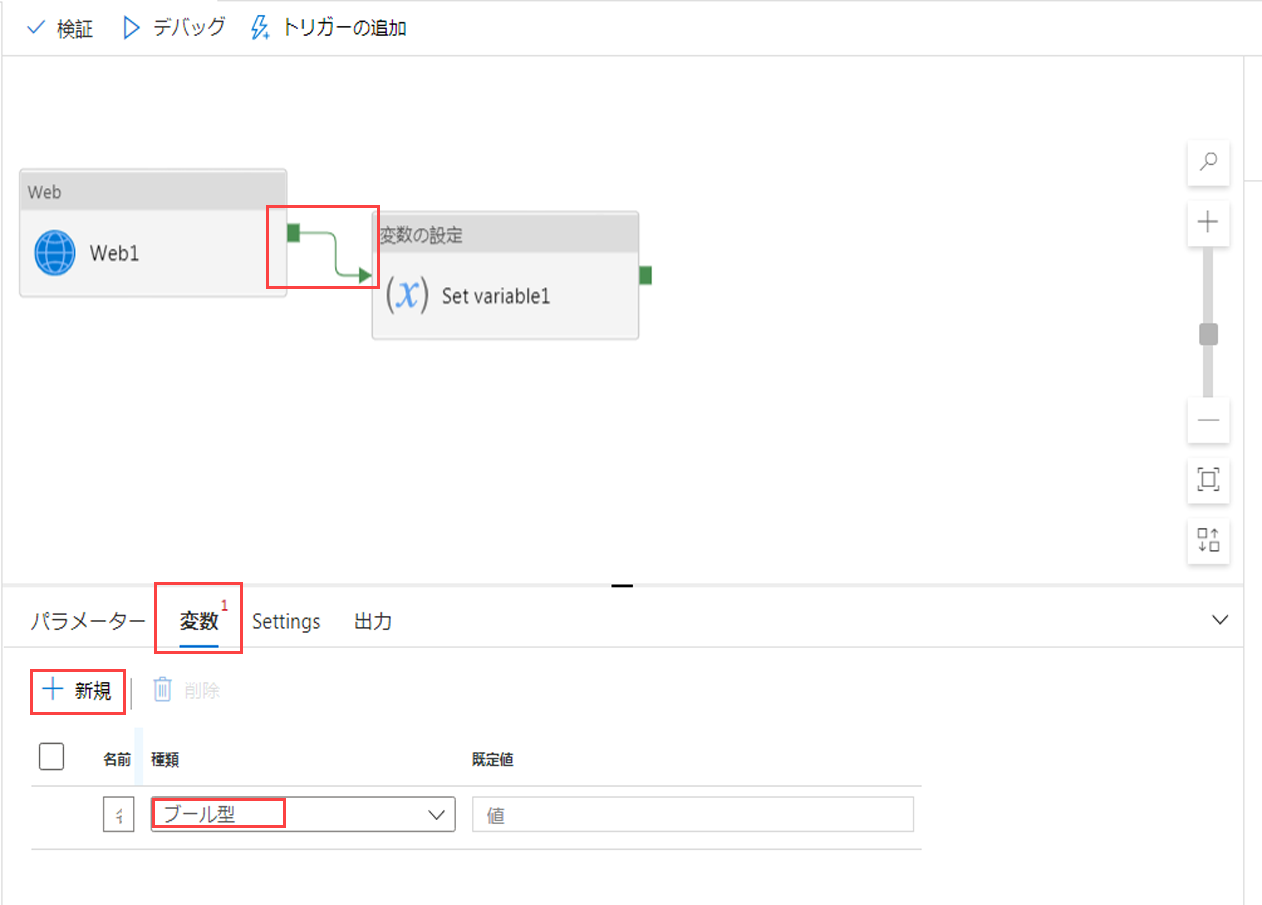 検証 デバッグ トリガーの追加
Web
Web1
変数の設定
(x) Set variable1
パラメーター 変数 1 Settings 出力
新規 削除
名前 種類 既定値
ブール型 値